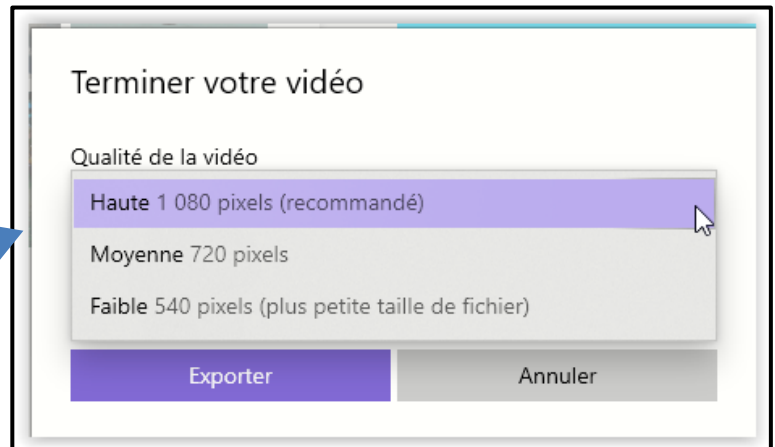 Terminer votre vidéo
Qualité de la vidéo
Haute 1 080 pixels (recommandé)
Moyenne 720 pixels
Faible 540 pixels (plus petite taille de fichier)
Exporter
Annuler